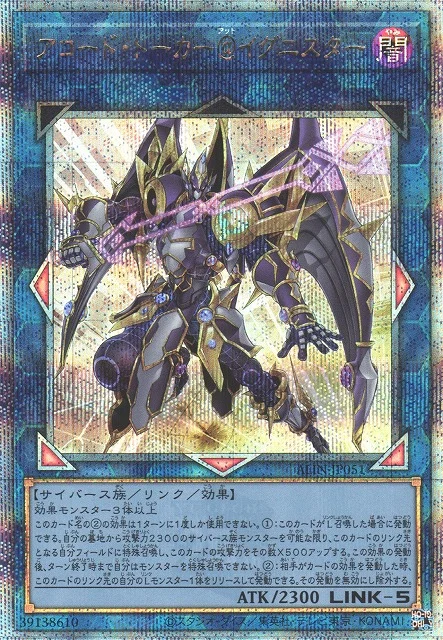 アコード・トーカー@イグニスター
アット
闇
やみ
ALIN-JP051
【サイバース族／リンク／効果】
効果モンスター3体以上
このカード名の②の効果は1ターンに1度しか使用できない。①：このカードがL召喚した場合に発動
できる。自分の墓地から攻撃力2300のサイバース族モンスターを可能な限り、このカードのリンク先
となる自分フィールドに特殊召喚し、このカードの攻撃力をその数×500アップする。この効果の発動
後、ターン終了時まで自分はモンスターを特殊召喚できない。②：相手がカードの効果を発動した時、
このカードのリンク先の自分のLモンスター1体をリリースして発動できる。その発動を無効にし除外する。
ATK/2300 LINK-5
39138610
©スタジオ・ダイス／集英社・テレビ東京・KONAMI